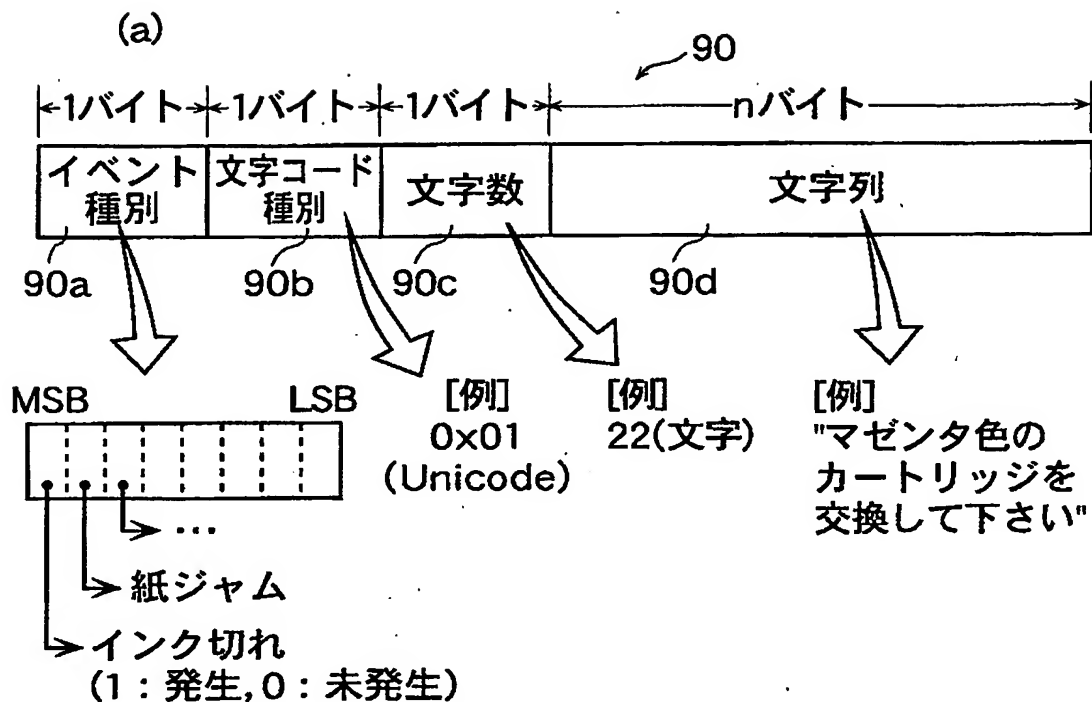 (a)
90
1バイト 1バイト 1バイト nバイト
イベント 種別 文字コード 種別 文字数 文字列
90a 90b 90c 90d
MSB LSB
[例] 0x01 (Unicode)
[例] 22(文字)
[例]
"マゼンタ色の
カートリッジを
交換して下さい"
…
紙ジャム
インク切れ
(1：発生,0：未発生)